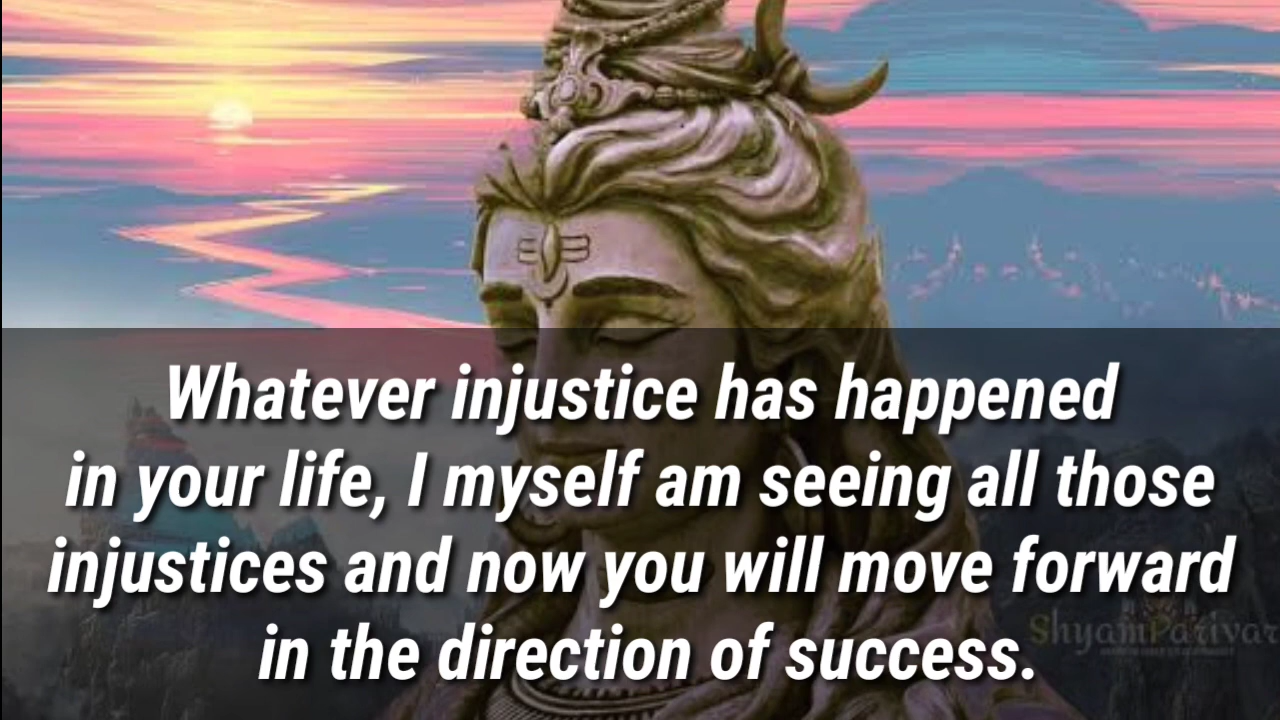 Whatever injustice has happened
in your life, I myself am seeing all those
injustices and now you will move forward
in the direction of success.
ShyamParivar